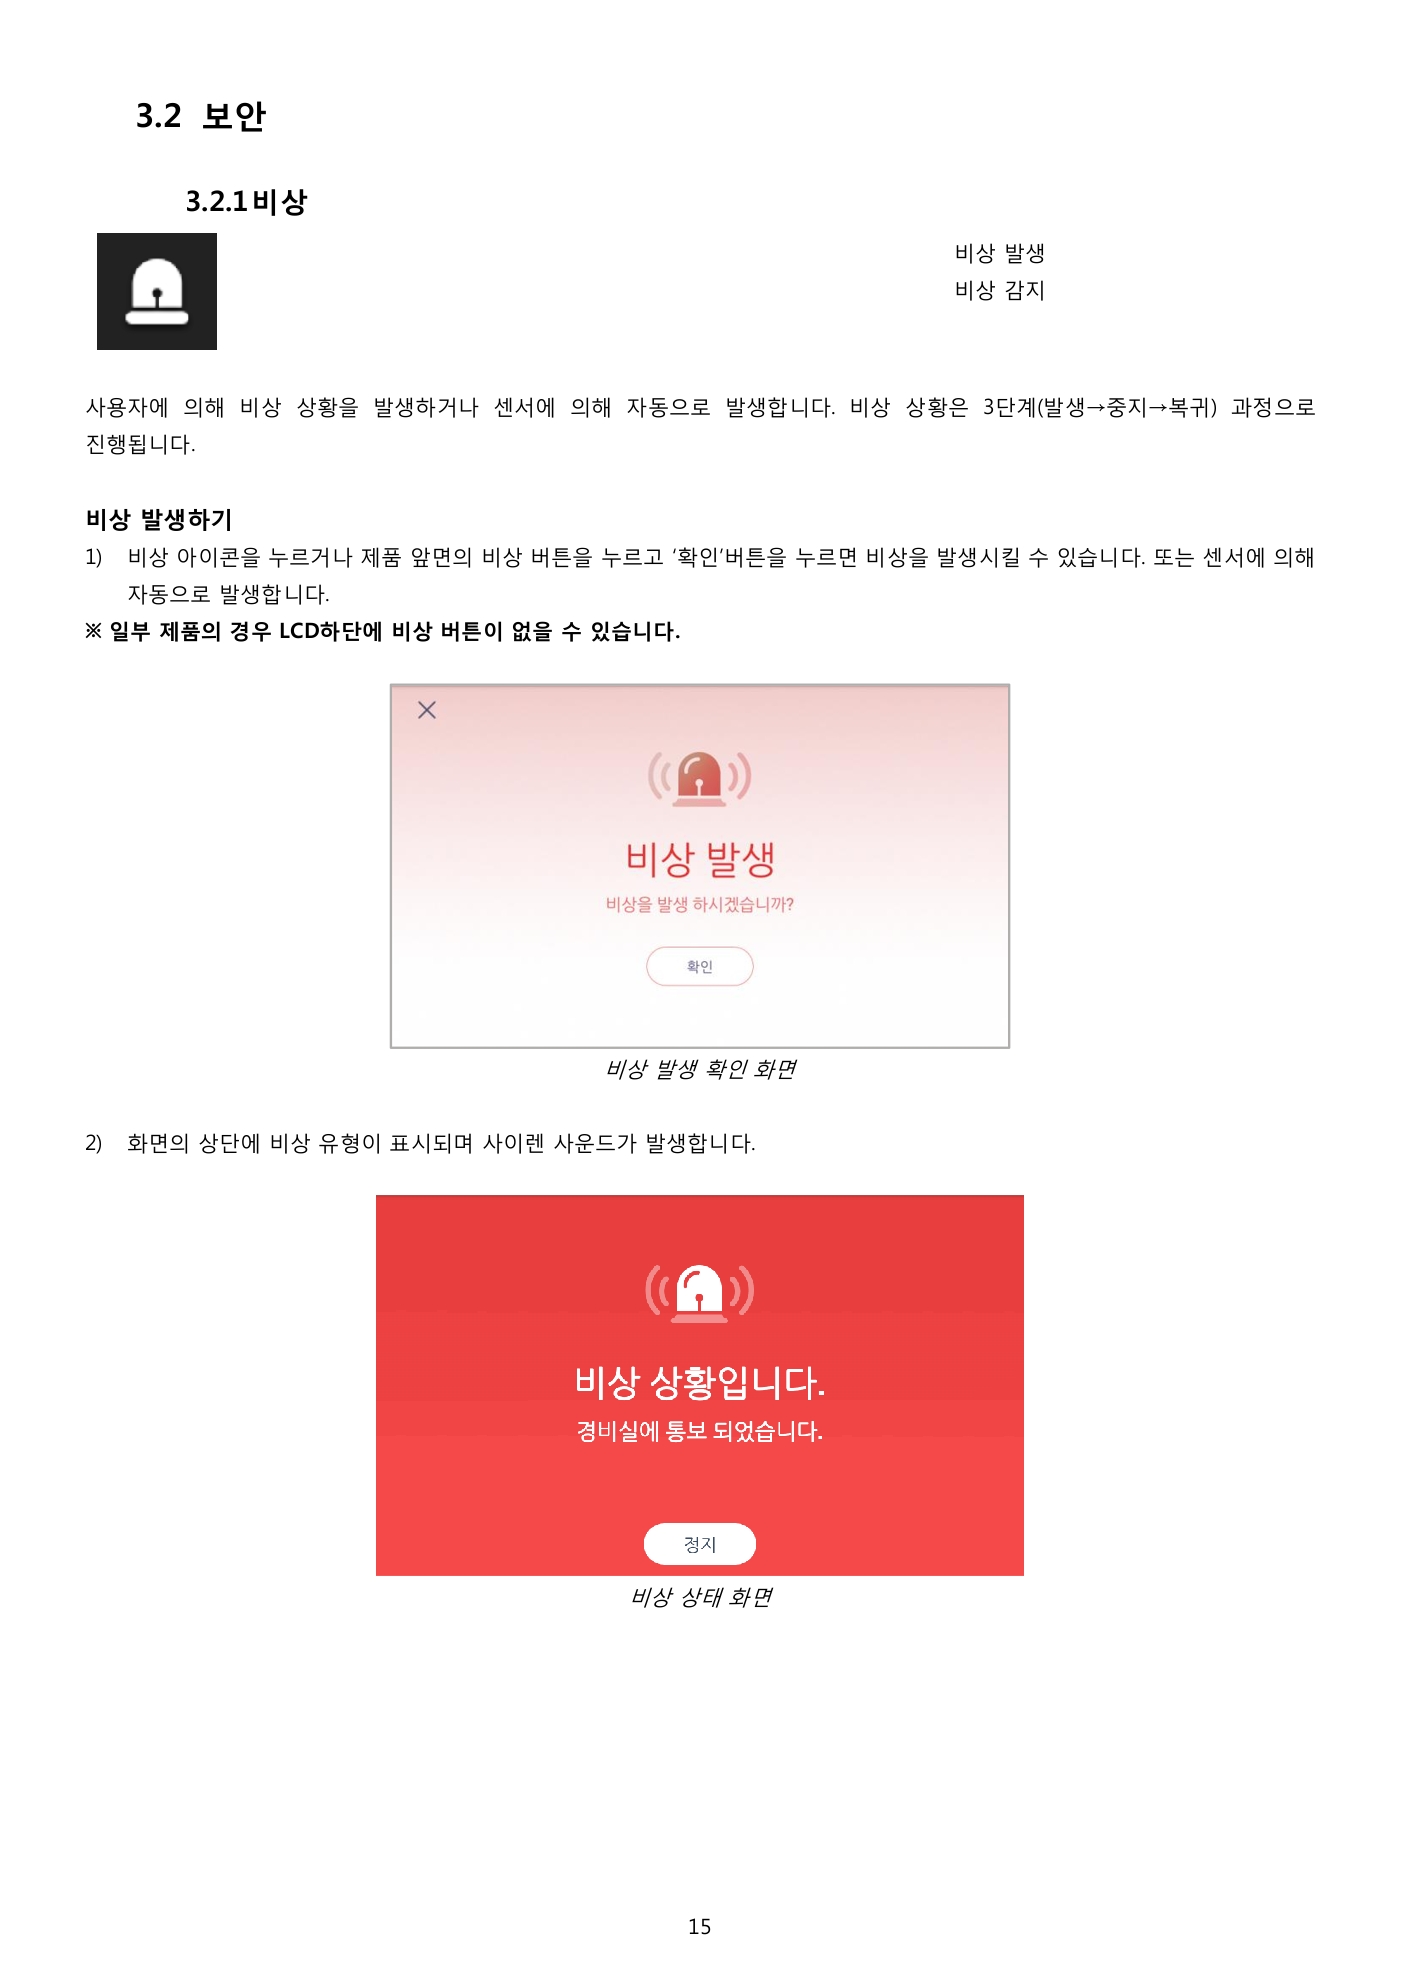 3.2 보안
3.2.1비상
비상 발생
비상 감지
사용자에 의해 비상 상황을 발생하거나 센서에 의해 자동으로 발생합니다. 비상 상황은 3단계(발생→중지→복귀) 과정으로
진행됩니다.
비상 발생하기
1) 비상 아이콘을 누르거나 제품 앞면의 비상 버튼을 누르고 ‘확인’버튼을 누르면 비상을 발생시킬 수 있습니다. 또는 센서에 의해
자동으로 발생합니다.
※ 일부 제품의 경우 LCD하단에 비상 버튼이 없을 수 있습니다.
비상 발생
비상을 발생 하시겠습니까?
확인
비상 발생 확인 화면
2) 화면의 상단에 비상 유형이 표시되며 사이렌 사운드가 발생합니다.
비상 상황입니다.
경비실에 통보 되었습니다.
정지
비상 상태 화면
15